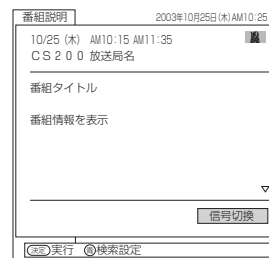 番組説明 2003年10月25日(木)AM10:25
10/25 (木) AM10:15 AM11:35
CS200 放送局名
番組タイトル
番組情報を表示
信号切換
決定 実行 青 検索設定